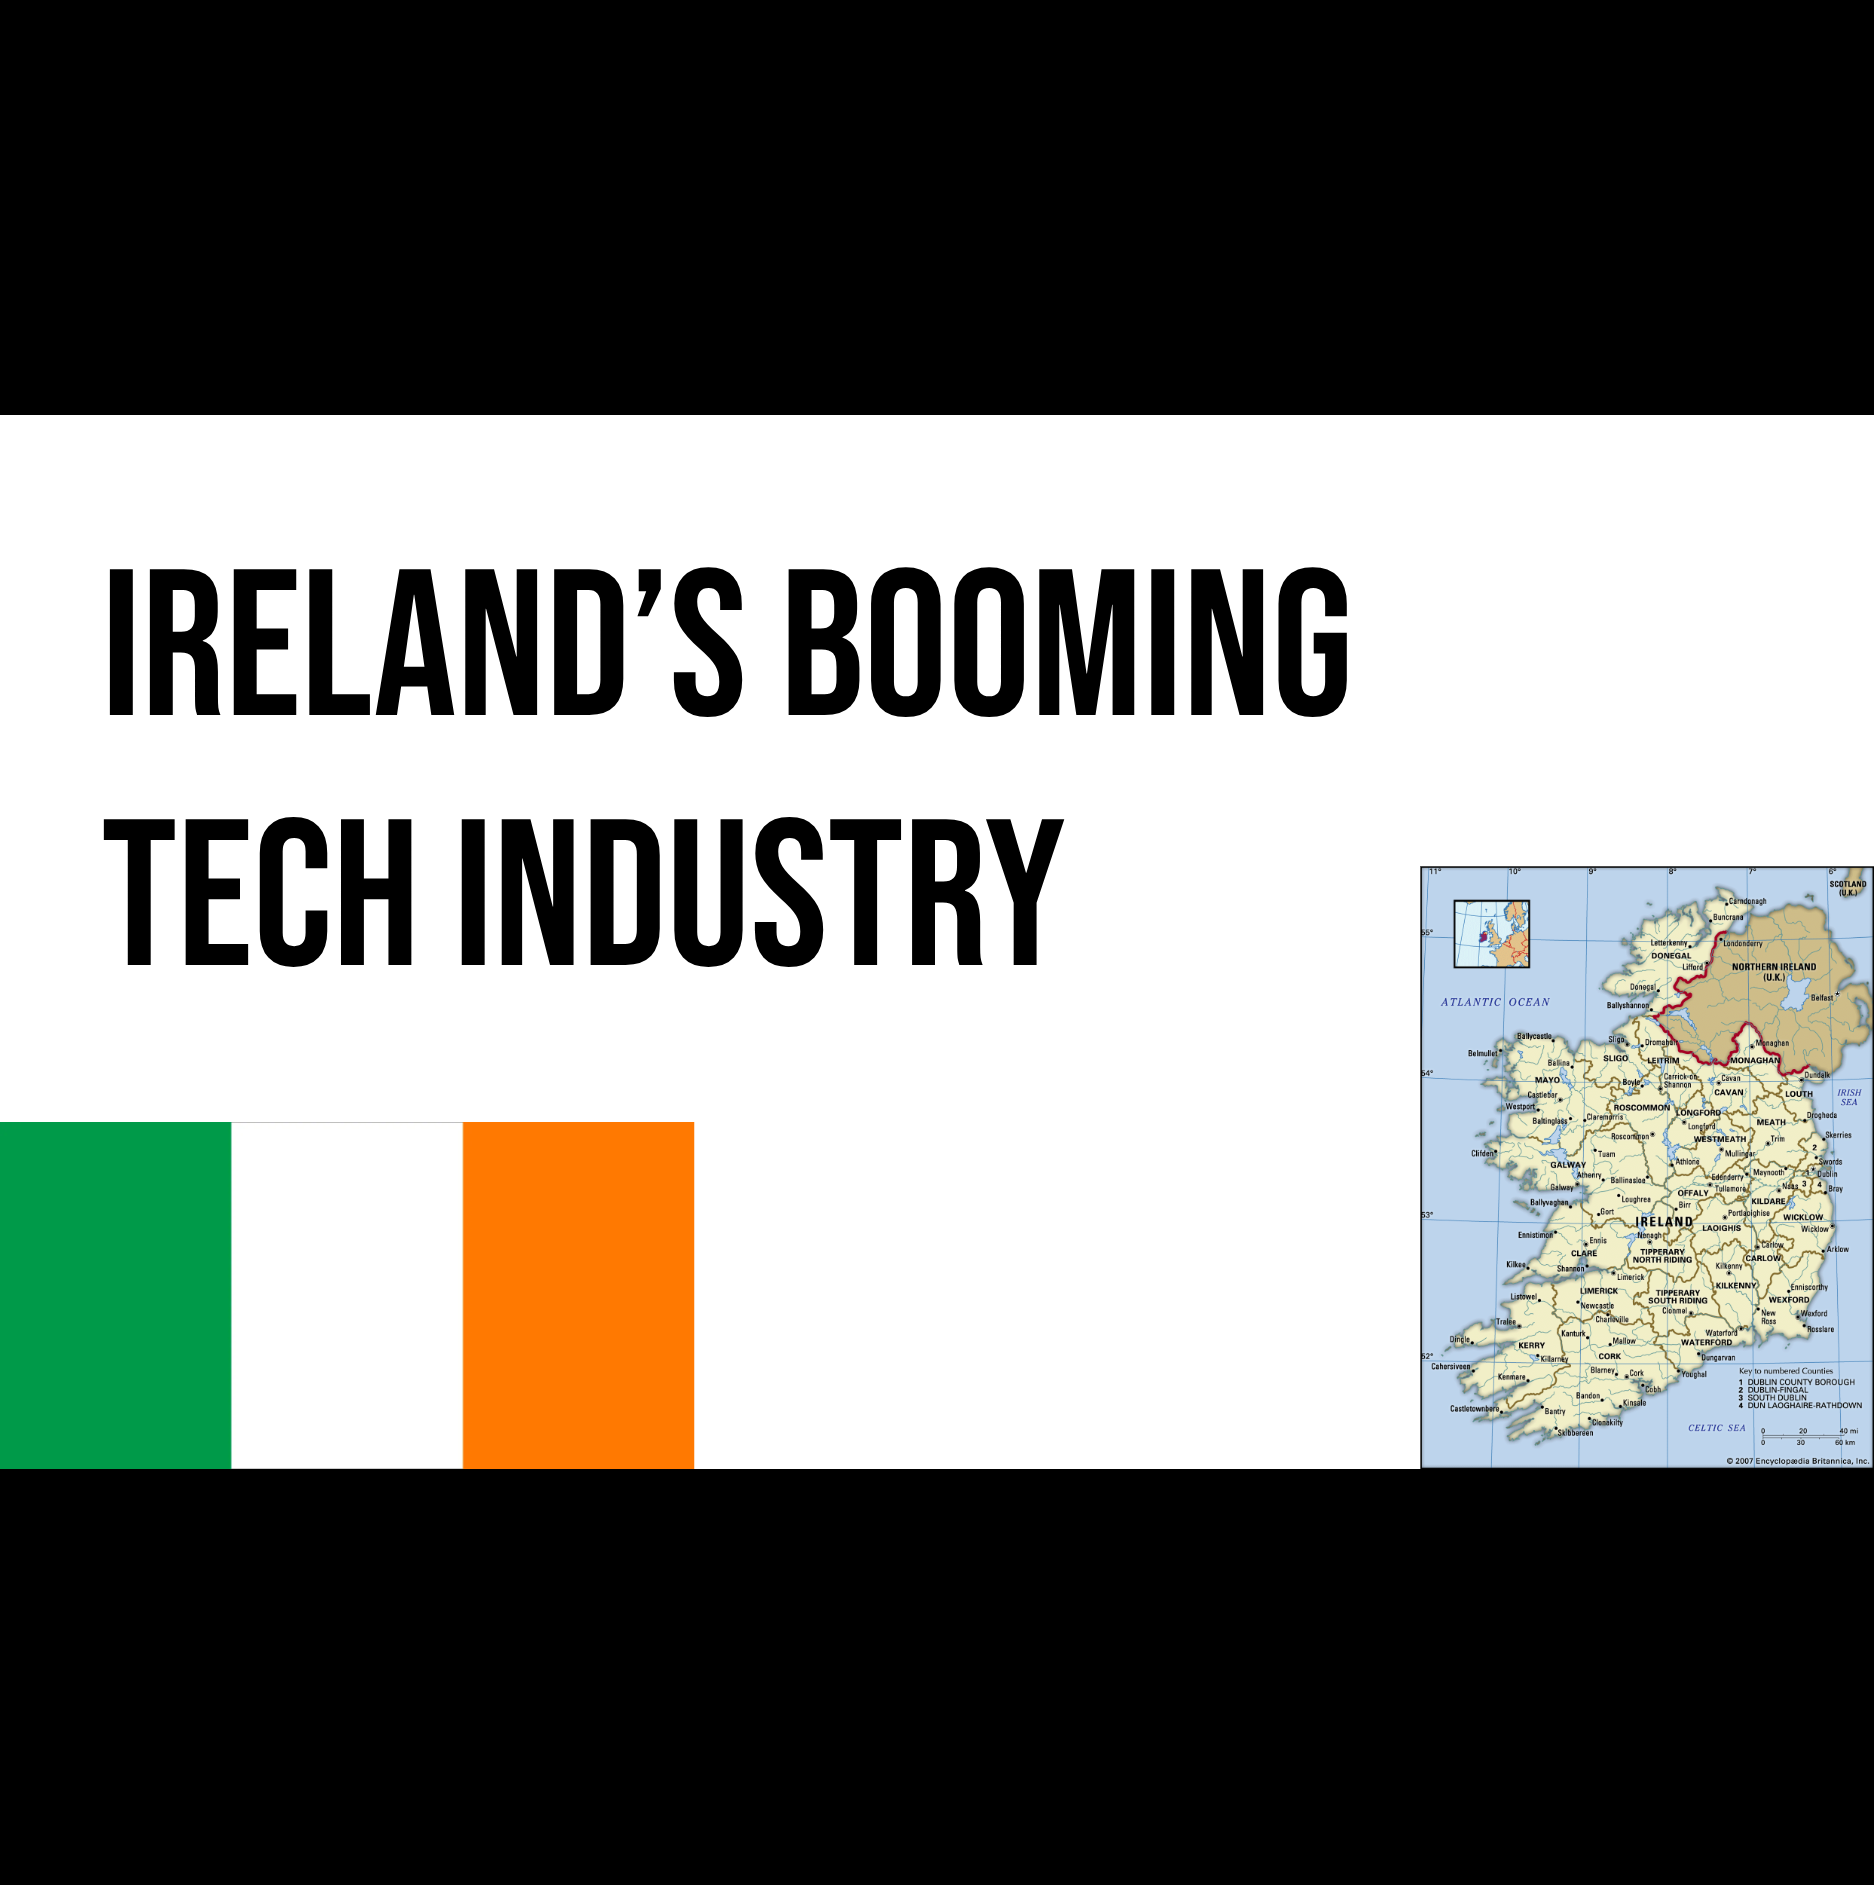 IRELAND’S BOOMING
TECH INDUSTRY
11° 10° 9° 8° 7° 6°
SCOTLAND
(U.K.)
Carndonagh
Buncrana
55°
Londonderry
Letterkenny
DONEGAL
Lifford
NORTHERN IRELAND
(U.K.)
Donegal
Belfast
ATLANTIC OCEAN
Ballyshannon
Ballycastle
Sligo
Dromahair
Monaghan
Belmullet
Ballina
SLIGO
LEITRIM
MONAGHAN
54°
MAYO
Boyle
Carrick-on-
Shannon
Cavan
Dundalk
CAVAN
LOUTH
IRISH
SEA
Castlebar
Westport
ROSCOMMON
LONGFORD
Claremorris
Drogheda
Baltinglass
Longford
MEATH
Roscommon
WESTMEATH
Trim
Skerries
2
Clifden
Tuam
Mullingar
GALWAY
Athlone
Swords
Athenry
Ballinasloe
Edenderry
Maynooth
1
Dublin
Galway
Tullamore
Naas
3
4
Bray
OFFALY
Loughrea
KILDARE
Ballyvaghan
Birr
Gort
Portlaoighise
53°
IRELAND
LAOIGHIS
WICKLOW
Wicklow
Ennistimon
Ennis
Nenagh
CLARE
TIPPERARY
NORTH RIDING
Carlow
CARLOW
Arklow
Kilkee
Shannon
Kilkenny
Limerick
KILKENNY
Enniscorthy
LIMERICK
TIPPERARY
SOUTH RIDING
WEXFORD
Listowel
Newcastle
Clonmel
New
Ross
Wexford
Tralee
Charleville
Rosslare
Kanturk
Waterford
Dingle
Mallow
WATERFORD
KERRY
52°
CORK
Dungarvan
Killarney
Cahersiveen
Blarney
Cork
Youghal
Kenmare
Cobh
Bandon
Kinsale
Castletownbere
Bantry
Clonakilty
Skibbereen
Key to numbered Counties
1 DUBLIN COUNTY BOROUGH
2 DUBLIN-FINGAL
3 SOUTH DUBLIN
4 DUN LAOGHAIRE-RATHDOWN
CELTIC SEA
0 20 40 mi
0 30 60 km
© 2007 Encyclopædia Britannica, Inc.